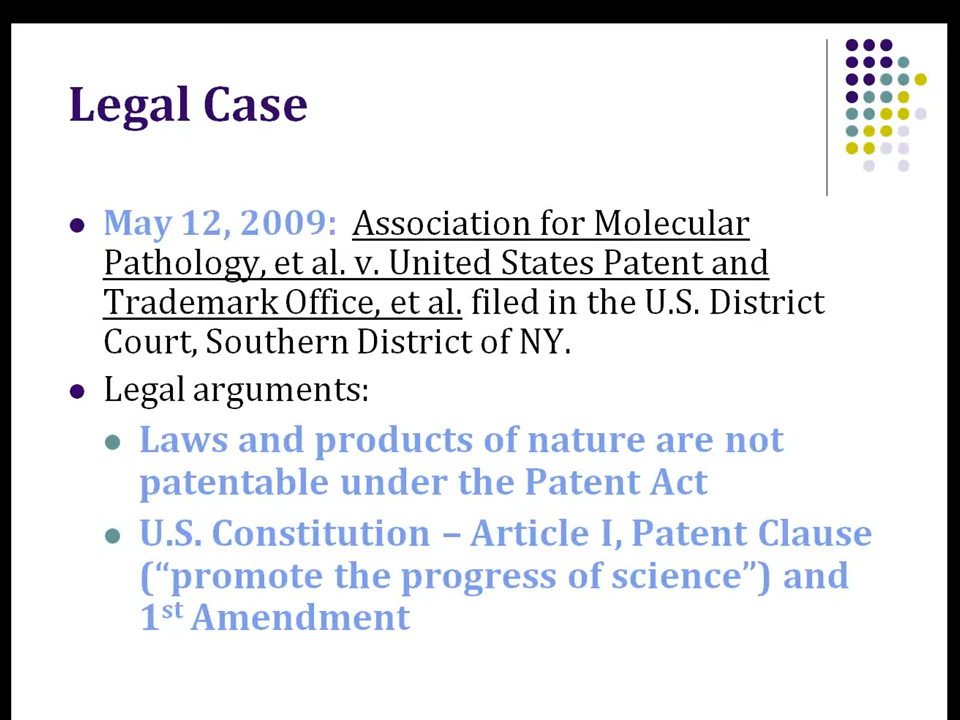 Legal Case
May 12, 2009: Association for Molecular
Pathology, et al. v. United States Patent and
Trademark Office, et al. filed in the U.S. District
Court, Southern District of NY.
Legal arguments:
Laws and products of nature are not
patentable under the Patent Act
U.S. Constitution – Article I, Patent Clause
(“promote the progress of science”) and
1st Amendment